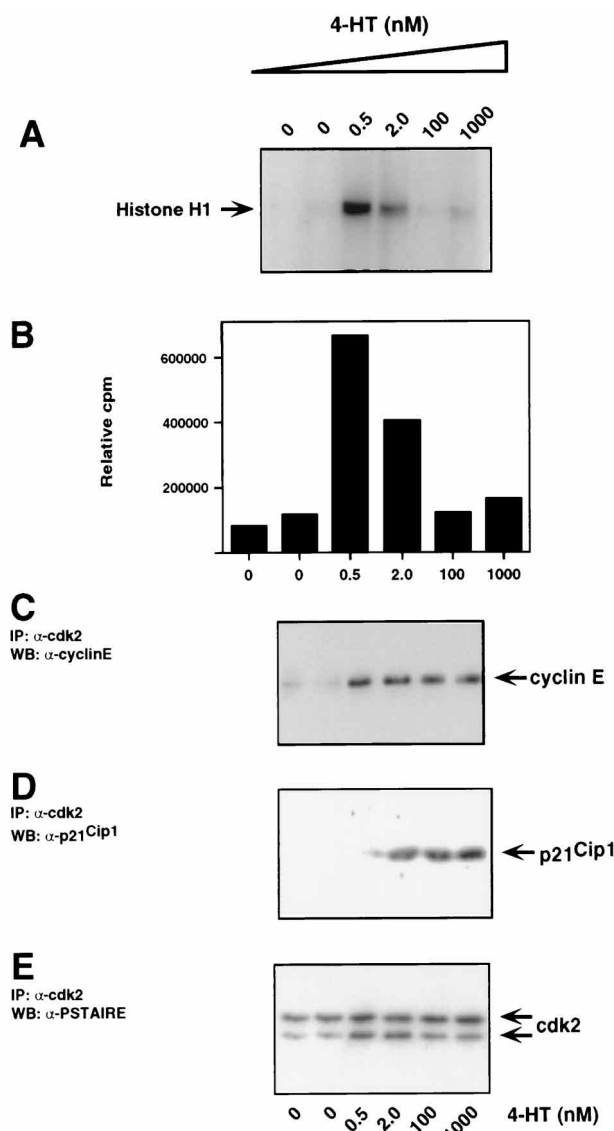 4-HT (nM)
0 0 0.5 2.0 100 1000
A
Histone H1
B
Relative cpm
600000
400000
200000
0 0 0.5 2.0 100 1000
C
IP: α-cdk2
WB: α-cyclinE
cyclin E
D
IP: α-cdk2
WB: α-p21Cip1
p21Cip1
E
IP: α-cdk2
WB: α-PSTAIRE
cdk2
0 0 0.5 2.0 100 1000 4-HT (nM)